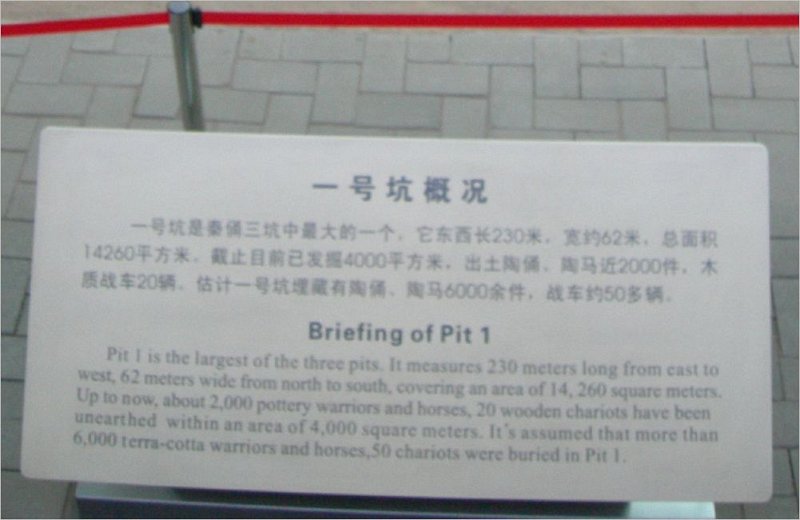 一号坑概况
一号坑是秦俑三坑中最大的一个。它东西长230米，宽约62米，总面积
14260平方米。截止目前已发掘4000平方米，出土陶俑、陶马近2000件，木
质战车20辆。估计一号坑埋藏有陶俑、陶马6000余件，战车约50多辆。
Briefing of Pit 1
Pit 1 is the largest of the three pits. It measures 230 meters long from east to
west, 62 meters wide from north to south, covering an area of 14, 260 square meters.
Up to now, about 2,000 pottery warriors and horses, 20 wooden chariots have been
unearthed within an area of 4,000 square meters. It's assumed that more than
6,000 terra-cotta warriors and horses,50 chariots were buried in Pit 1.